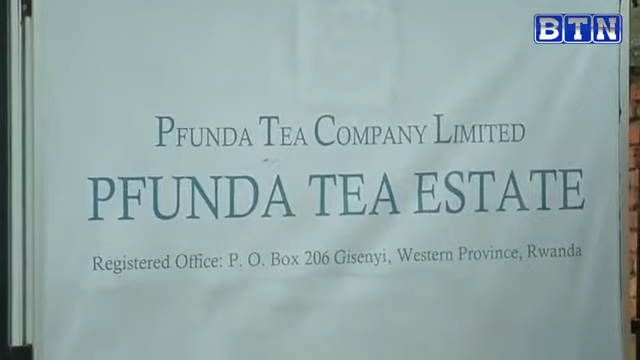 BTN
PFUNDA TEA COMPANY LIMITED
PFUNDA TEA ESTATE
Registered Office: P. O. Box 206 Gisenyi, Western Province, Rwanda